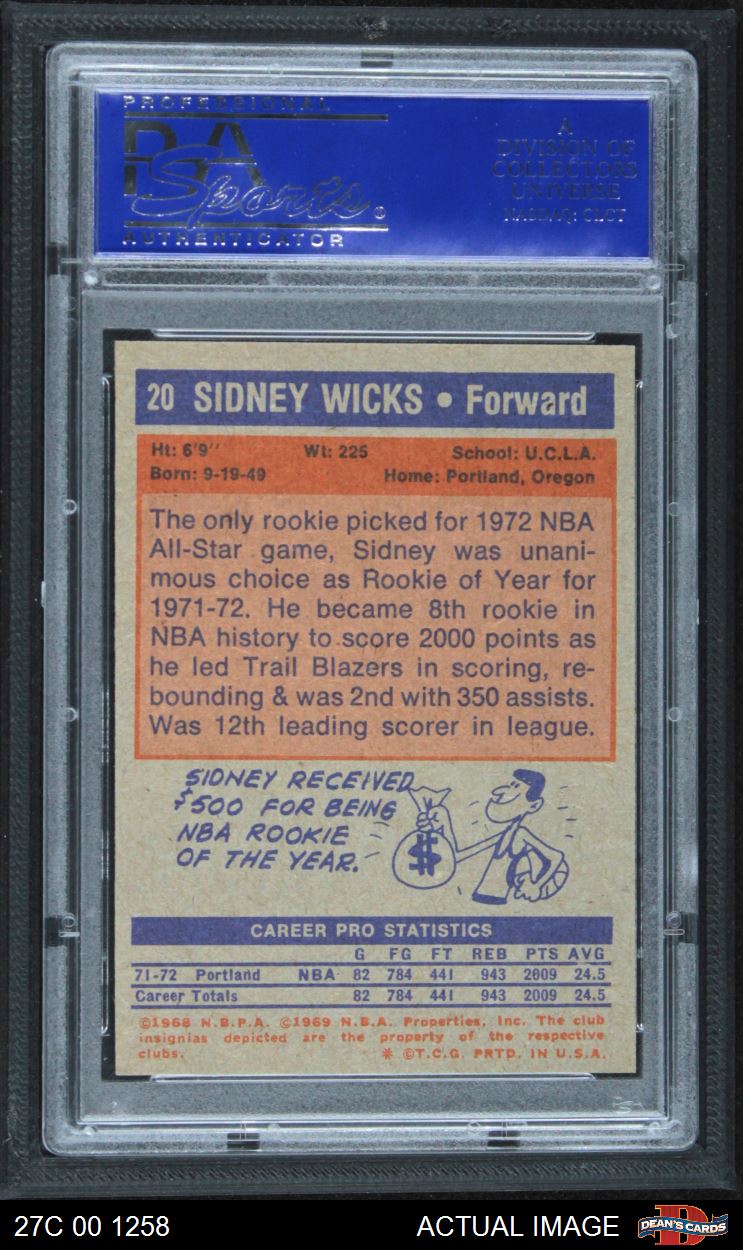 PROFESSIONAL
PSA
Sports®
AUTHENTICATOR
A
DIVISION OF
COLLECTORS
UNIVERSE
NASDAQ: CLCT
20 SIDNEY WICKS • Forward
Ht: 6'9'' Wt: 225 School: U.C.L.A.
Born: 9-19-49 Home: Portland, Oregon
The only rookie picked for 1972 NBA
All-Star game, Sidney was unani-
mous choice as Rookie of Year for
1971-72. He became 8th rookie in
NBA history to score 2000 points as
he led Trail Blazers in scoring, re-
bounding & was 2nd with 350 assists.
Was 12th leading scorer in league.
SIDNEY RECEIVED
$500 FOR BEING
NBA ROOKIE
OF THE YEAR.
$
CAREER PRO STATISTICS
G FG FT REB PTS AVG
71-72 Portland NBA 82 784 441 943 2009 24.5
Career Totals 82 784 441 943 2009 24.5
©1968 N.B.P.A. ©1969 N.B.A. Properties, Inc. The club
insignias depicted are the property of the respective
clubs. * ©T.C.G. PRTD. IN U.S.A.
27C 00 1258 ACTUAL IMAGE DEAN'S CARDS